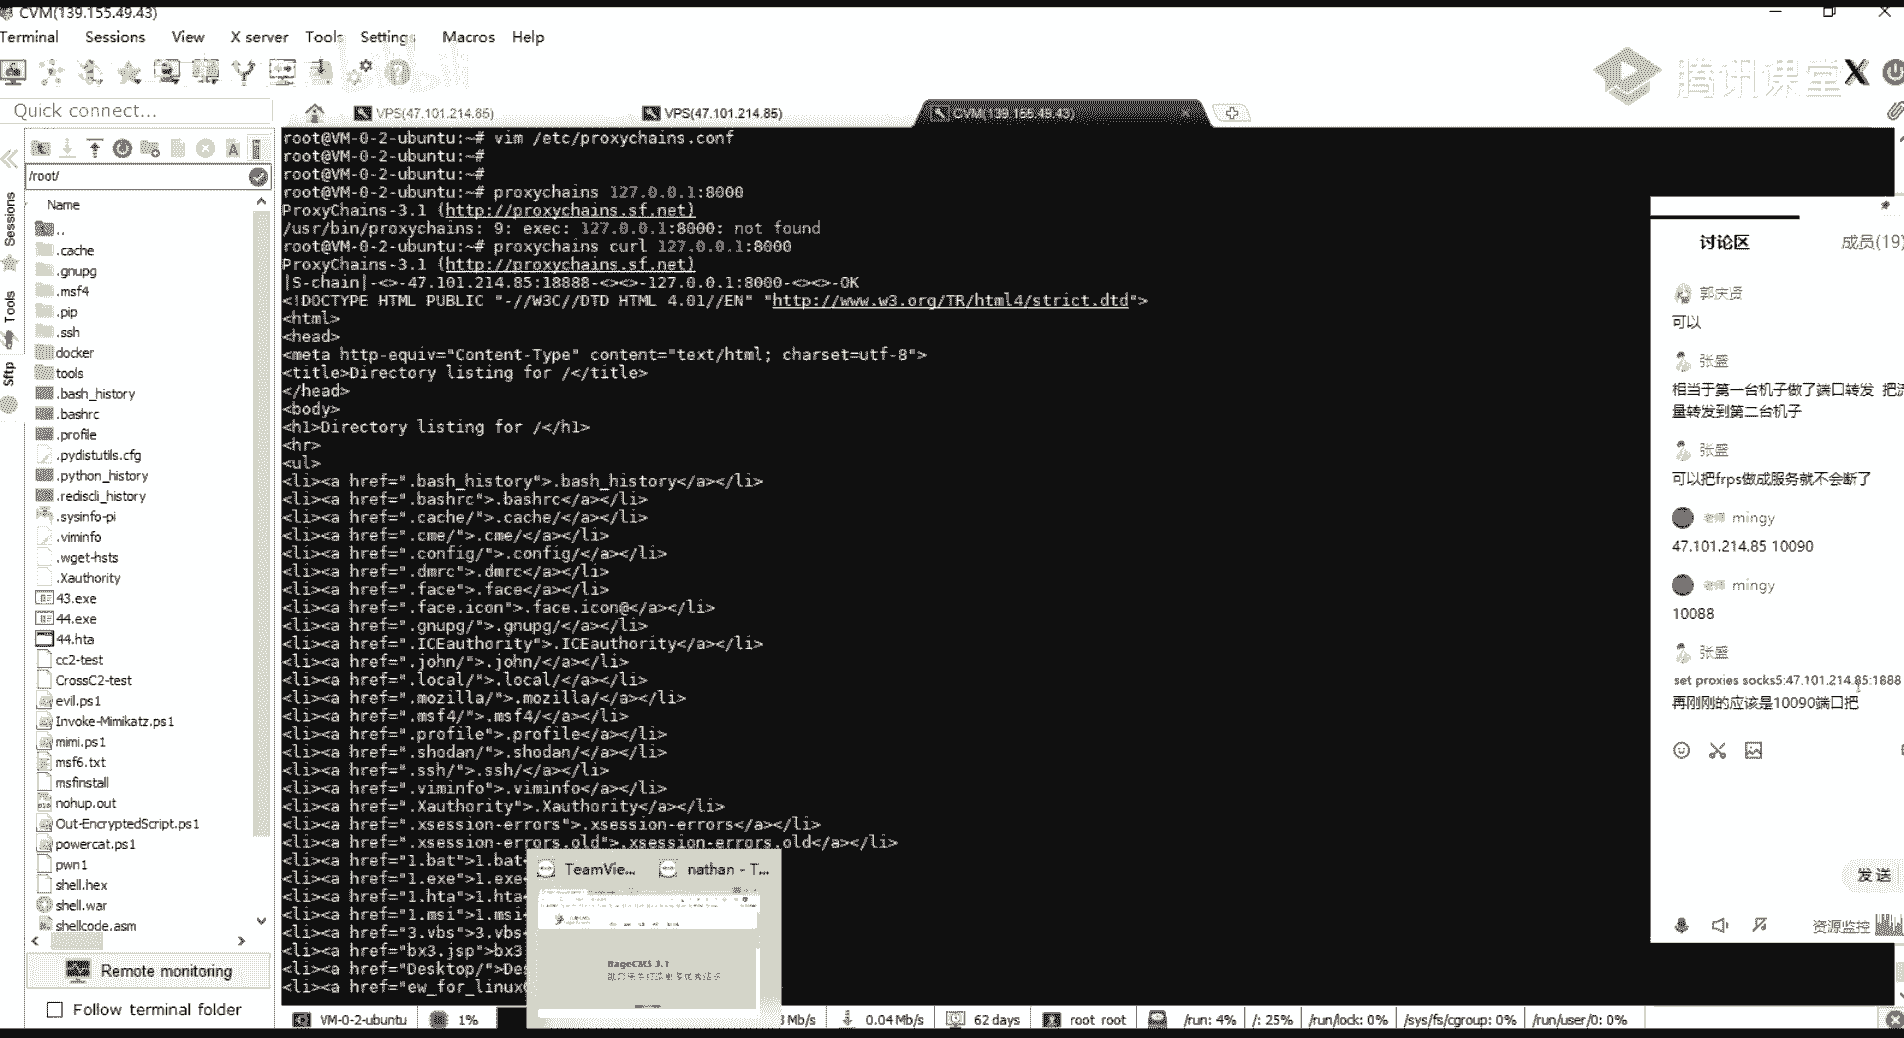 CVM(139.155.49.43)
Terminal Sessions View X server Tools Settings Macros Help
腾讯课堂
Quick connect...
VPS(47.101.214.85)
VPS(47.101.214.85)
CVM(139.155.49.43)
/root/
Name
..
.cache
.gnupg
.msf4
.pip
.ssh
docker
tools
.bash_history
.bashrc
.profile
.pydistutils.cfg
.python_history
.rediscli_history
.sysinfo-pi
.viminfo
.wget-hsts
.Xauthority
43.exe
44.exe
44.hta
cc2-test
CrossC2-test
evil.ps1
Invoke-Mimikatz.ps1
mimi.ps1
msf6.txt
msfinstall
nohup.out
Out-EncryptedScript.ps1
powercat.ps1
pwn1
shell.hex
shell.war
shellcode.asm
Remote monitoring
Follow terminal folder
Sessions
Tools
Sftp
root@VM-0-2-ubuntu:~# vim /etc/proxychains.conf
root@VM-0-2-ubuntu:~#
root@VM-0-2-ubuntu:~#
root@VM-0-2-ubuntu:~# proxychains 127.0.0.1:8000
ProxyChains-3.1 (http://proxychains.sf.net)
/usr/bin/proxychains: 9: exec: 127.0.0.1:8000: not found
root@VM-0-2-ubuntu:~# proxychains curl 127.0.0.1:8000
ProxyChains-3.1 (http://proxychains.sf.net)
|S-chain|-<>-47.101.214.85:18888-<><>-127.0.0.1:8000-<><>-OK
<!DOCTYPE HTML PUBLIC "-//W3C//DTD HTML 4.01//EN" "http://www.w3.org/TR/html4/strict.dtd">
<html>
<head>
<meta http-equiv="Content-Type" content="text/html; charset=utf-8">
<title>Directory listing for /</title>
</head>
<body>
<h1>Directory listing for /</h1>
<hr>
<ul>
<li><a href=".bash_history">.bash_history</a></li>
<li><a href=".bashrc">.bashrc</a></li>
<li><a href=".cache/">.cache/</a></li>
<li><a href=".cme/">.cme/</a></li>
<li><a href=".config/">.config/</a></li>
<li><a href=".dmrc">.dmrc</a></li>
<li><a href=".face">.face</a></li>
<li><a href=".face.icon">.face.icon@</a></li>
<li><a href=".gnupg/">.gnupg/</a></li>
<li><a href=".ICEauthority">.ICEauthority</a></li>
<li><a href=".john/">.john/</a></li>
<li><a href=".local/">.local/</a></li>
<li><a href=".mozilla/">.mozilla/</a></li>
<li><a href=".msf4/">.msf4/</a></li>
<li><a href=".profile">.profile</a></li>
<li><a href=".shodan/">.shodan/</a></li>
<li><a href=".ssh/">.ssh/</a></li>
<li><a href=".viminfo">.viminfo</a></li>
<li><a href=".Xauthority">.Xauthority</a></li>
<li><a href=".xsession-errors">.xsession-errors</a></li>
<li><a href=".xsession-errors.old">.xsession-errors.old</a></li>
<li><a href="1.bat">1.bat
<li><a href="1.exe">1.exe
<li><a href="1.hta">1.hta
<li><a href="1.msi">1.msi
<li><a href="3.vbs">3.vbs
<li><a href="bx3.jsp">bx3
<li><a href="Desktop/">Des
<li><a href="ew_for_linux
TeamVie... nathan - T...
VM-0-2-ubuntu 1% Mb/s 0.04 Mb/s 62 days root root /run: 4% /: 25% /run/lock: 0% /sys/fs/cgroup: 0% /run/user/0: 0%
讨论区 成员(19)
郭庆贤
可以
张盛
相当于第一台机子做了端口转发 把流
量转发到第二台机子
张盛
可以把frps做成服务就不会断了
老师 mingy
47.101.214.85 10090
老师 mingy
10088
张盛
set proxies socks5:47.101.214.85:1888
再刚刚的应该是10090端口把
发送
资源监控